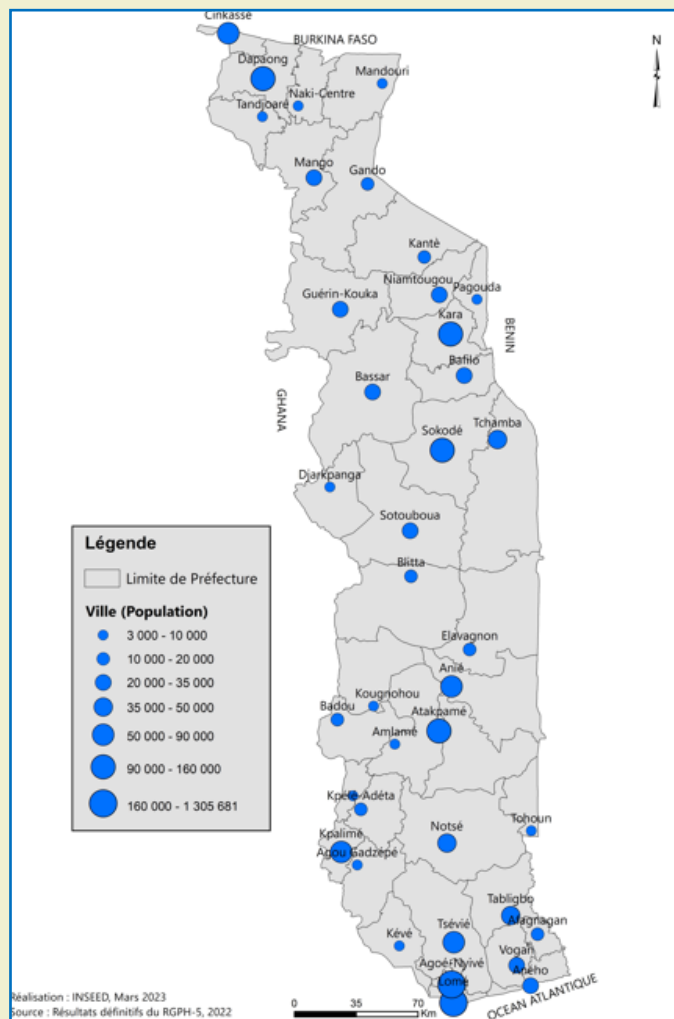 Cinkassé
BURKINA FASO
N
Dapaong
Mandouri
Naki-Centre
Tandjoaré
Mango
Gando
Kantè
Niamtougou
Pagouda
Guérin-Kouka
Kara
BENIN
Bafilo
Bassar
GHANA
Tchamba
Sokodé
Djarkpanga
Sotouboua
Légende
Limite de Préfecture
Ville (Population)
3 000 - 10 000
10 000 - 20 000
20 000 - 35 000
35 000 - 50 000
50 000 - 90 000
90 000 - 160 000
160 000 - 1 305 681
Blitta
Elavagnon
Anié
Kougnohou
Badou
Atakpamé
Amlamé
Kpélé-Adéta
Tohoun
Notsé
Kpalimé
Agou Gadzépé
Tabligbo
Afagnagan
Tsévié
Kévé
Vogan
Agoé-Nyivé
Aného
Lomé
OCEAN ATLANTIQUE
Réalisation : INSEED, Mars 2023
Source : Résultats définitifs du RGPH-5, 2022
0 35 70
Km